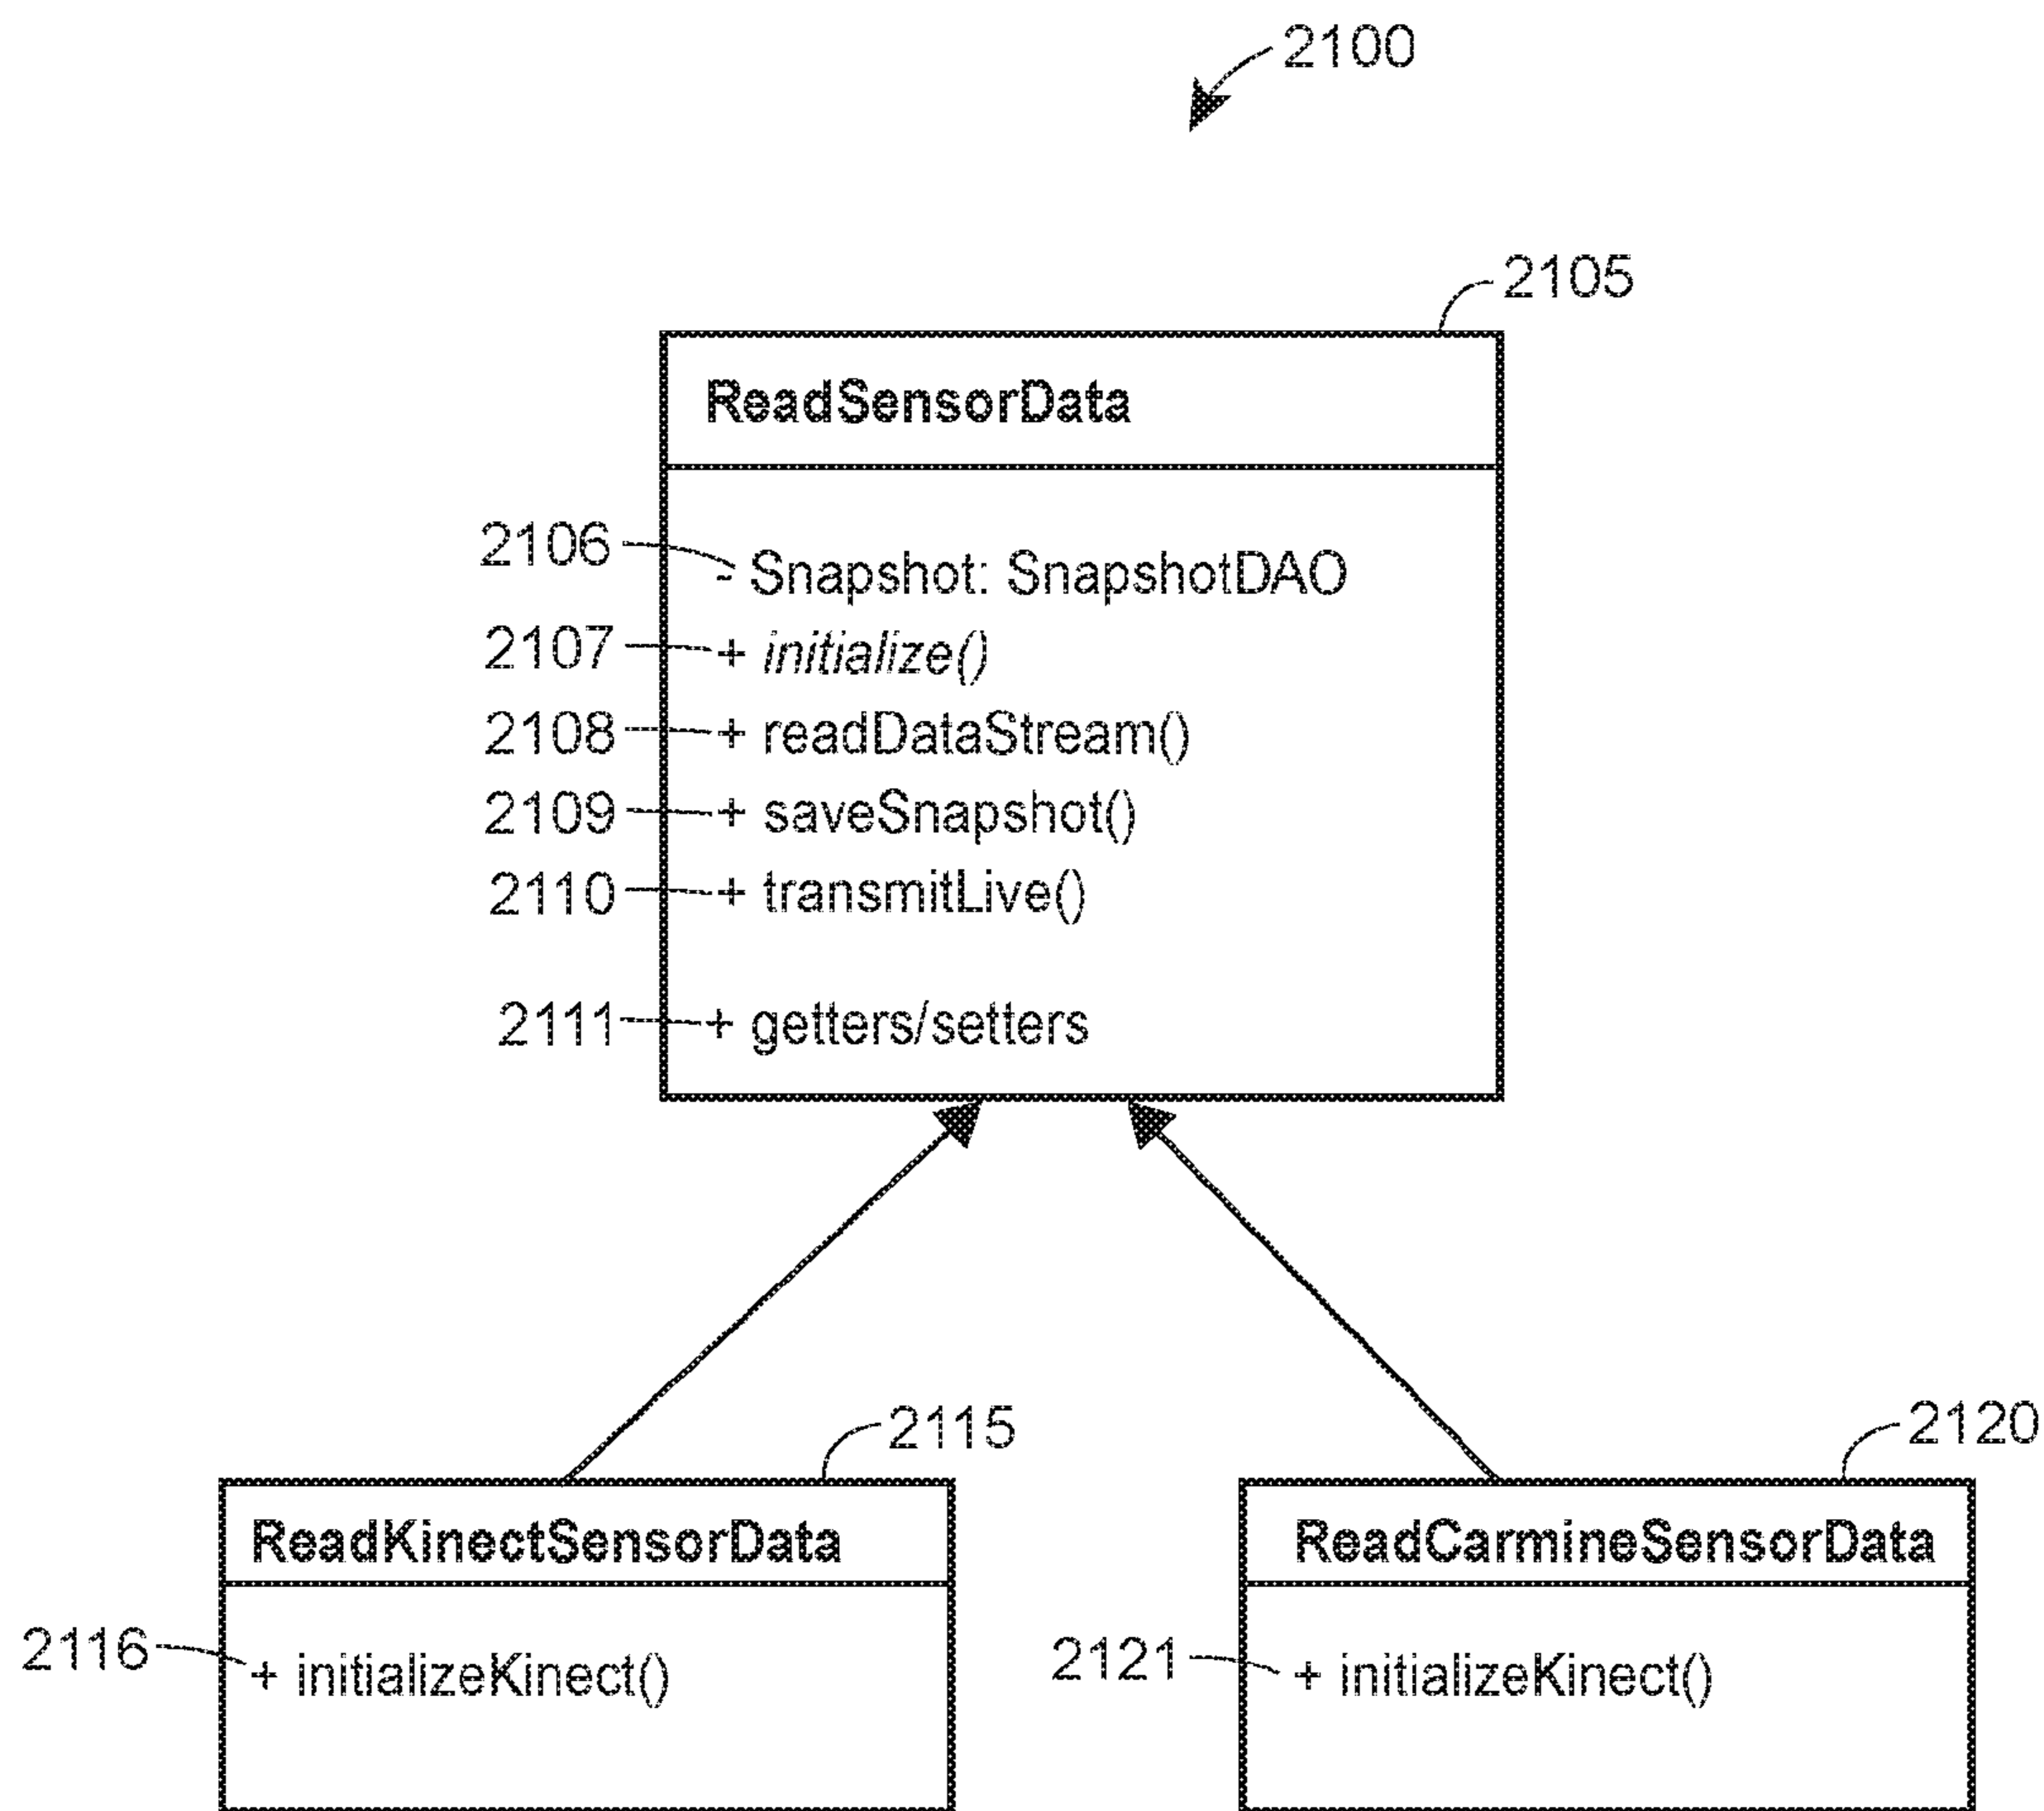 2100
2105
ReadSensorData
2106 - Snapshot: SnapshotDAO
2107 + initialize()
2108 + readDataStream()
2109 + saveSnapshot()
2110 + transmitLive()
2111 + getters/setters
2115
2120
ReadKinectSensorData
ReadCarmineSensorData
2116 + initializeKinect()
2121 + initializeKinect()